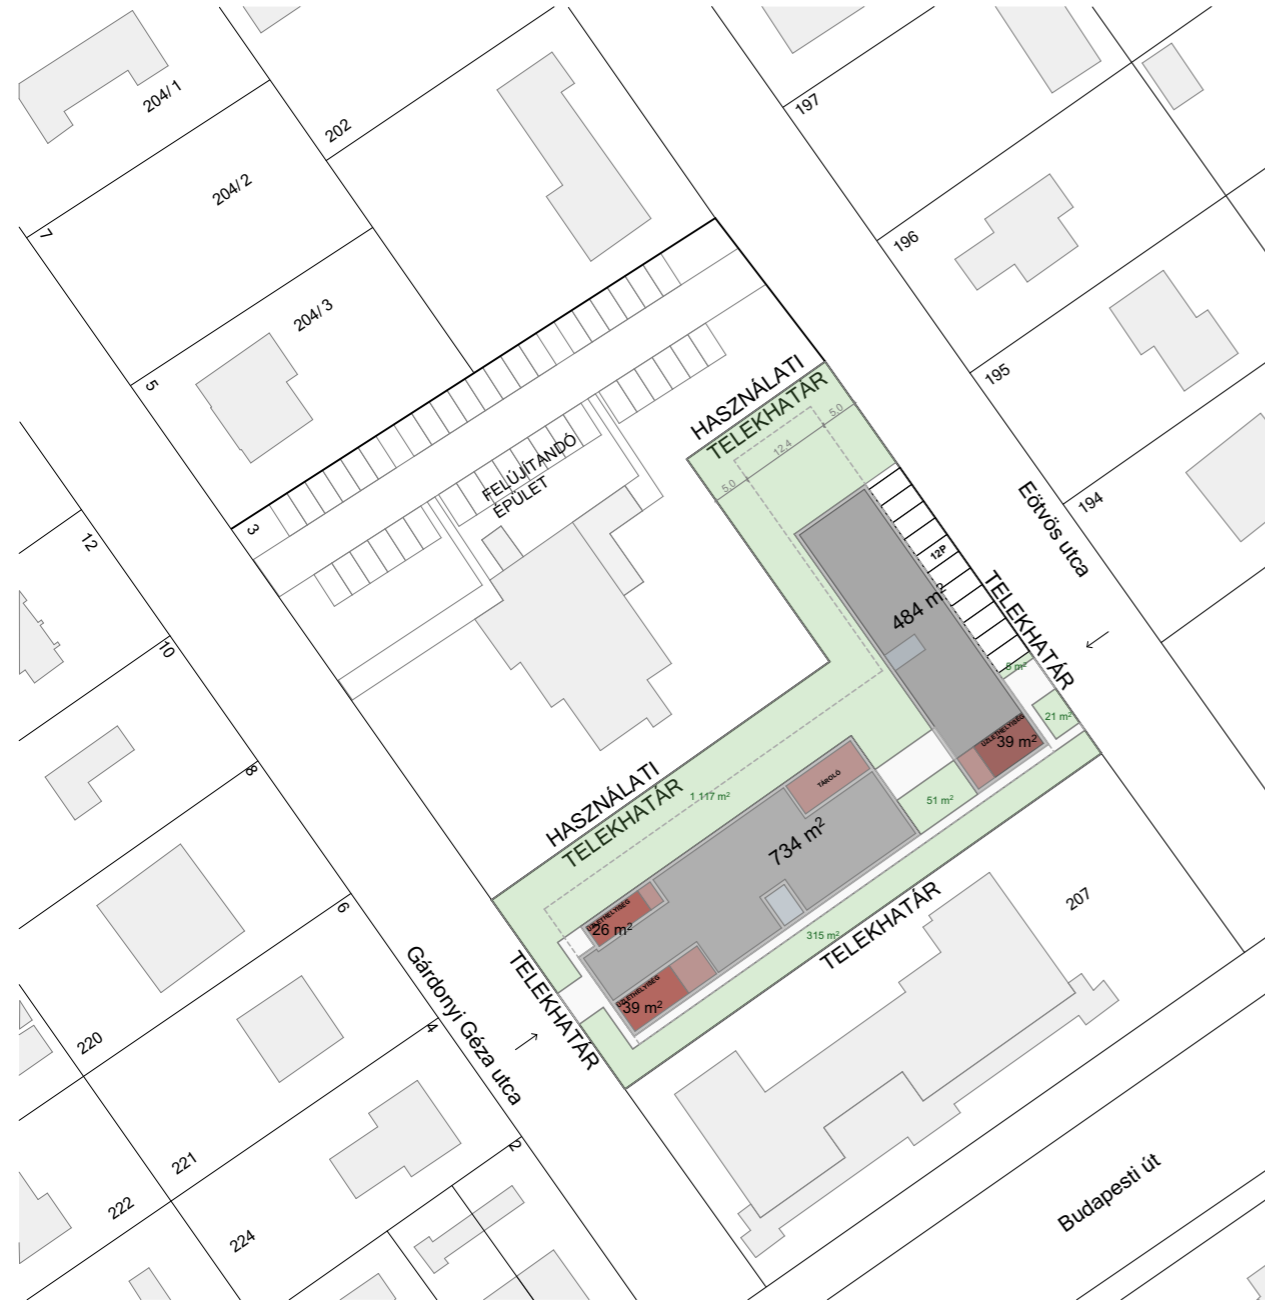 204/1
202
197
204/2
7
196
204/3
195
5
HASZNÁLATI
TELEKHATÁR
5.0
12.4
5.0
FELÚJÍTANDÓ
ÉPÜLET
194
Eötvös utca
3
12
12P
TELEKHATÁR
484 m²
10
21 m²
ÜZLETHELYISÉG
39 m²
8
HASZNÁLATI
TELEKHATÁR
1 117 m²
TÁROLÓ
51 m²
734 m²
6
ÜZLETHELYISÉG
26 m²
315 m²
TELEKHATÁR
207
Gárdonyi Géza utca
TELEKHATÁR
ÜZLETHELYISÉG
39 m²
220
4
221
2
222
224
Budapesti út